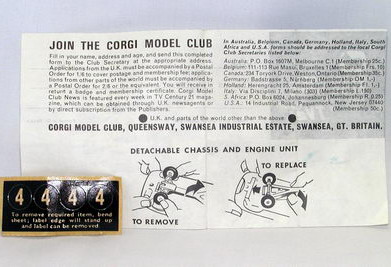 JOIN THE CORGI MODEL CLUB
Fill in your name, address and age, and send this completed
form to the Club Secretary at the appropriate address.
Applications from the U.K. must be accompanied by a Postal
Order for 1/6 to cover postage and membership fee; applica-
tions from other parts of the world must be accompanied by
a Postal Order for 2/6 or the equivalent. You will receive in
return a badge and membership certificate. Corgi Model
Club News is featured every week in TV Century 21 maga-
zine, which can be obtained through U.K. newsagents or
by direct subscription from the Publishers.
In Australia, Belgium, Canada, Germany, Holland, Italy, South
Africa and U.S.A. forms should be addressed to the local Corgi
Club Secretaries listed below:
Australia: P.O. Box 1607M, Melbourne C.1 (Membership 25c.)
Belgium: 111-113 Rue Masui, Bruxelles 1 (Membership Frs.
Canada: 234 Toryork Drive, Weston, Ontario (Membership
Germany: Badstrasse 5, Nürnberg (Membership DM 1,-)
Holland: Heerengracht 25, Amsterdam (Membership
Italy: Via Disciplini 7, Milano (Membership
S. Africa: P.O. Box 6024, Johannesburg (Membership
U.S.A.: 14 Industrial Road, Pequannock, New Jersey 07440
(Membership 50c.)
U.K. and parts of the world other than the above
CORGI MODEL CLUB, QUEENSWAY, SWANSEA INDUSTRIAL ESTATE, SWANSEA, GT. BRITAIN.
DETACHABLE CHASSIS AND ENGINE UNIT
TO REPLACE
TO REMOVE
4 4 4 4
To remove required item, bend
sheet; label edge will stand up
and label can be removed.